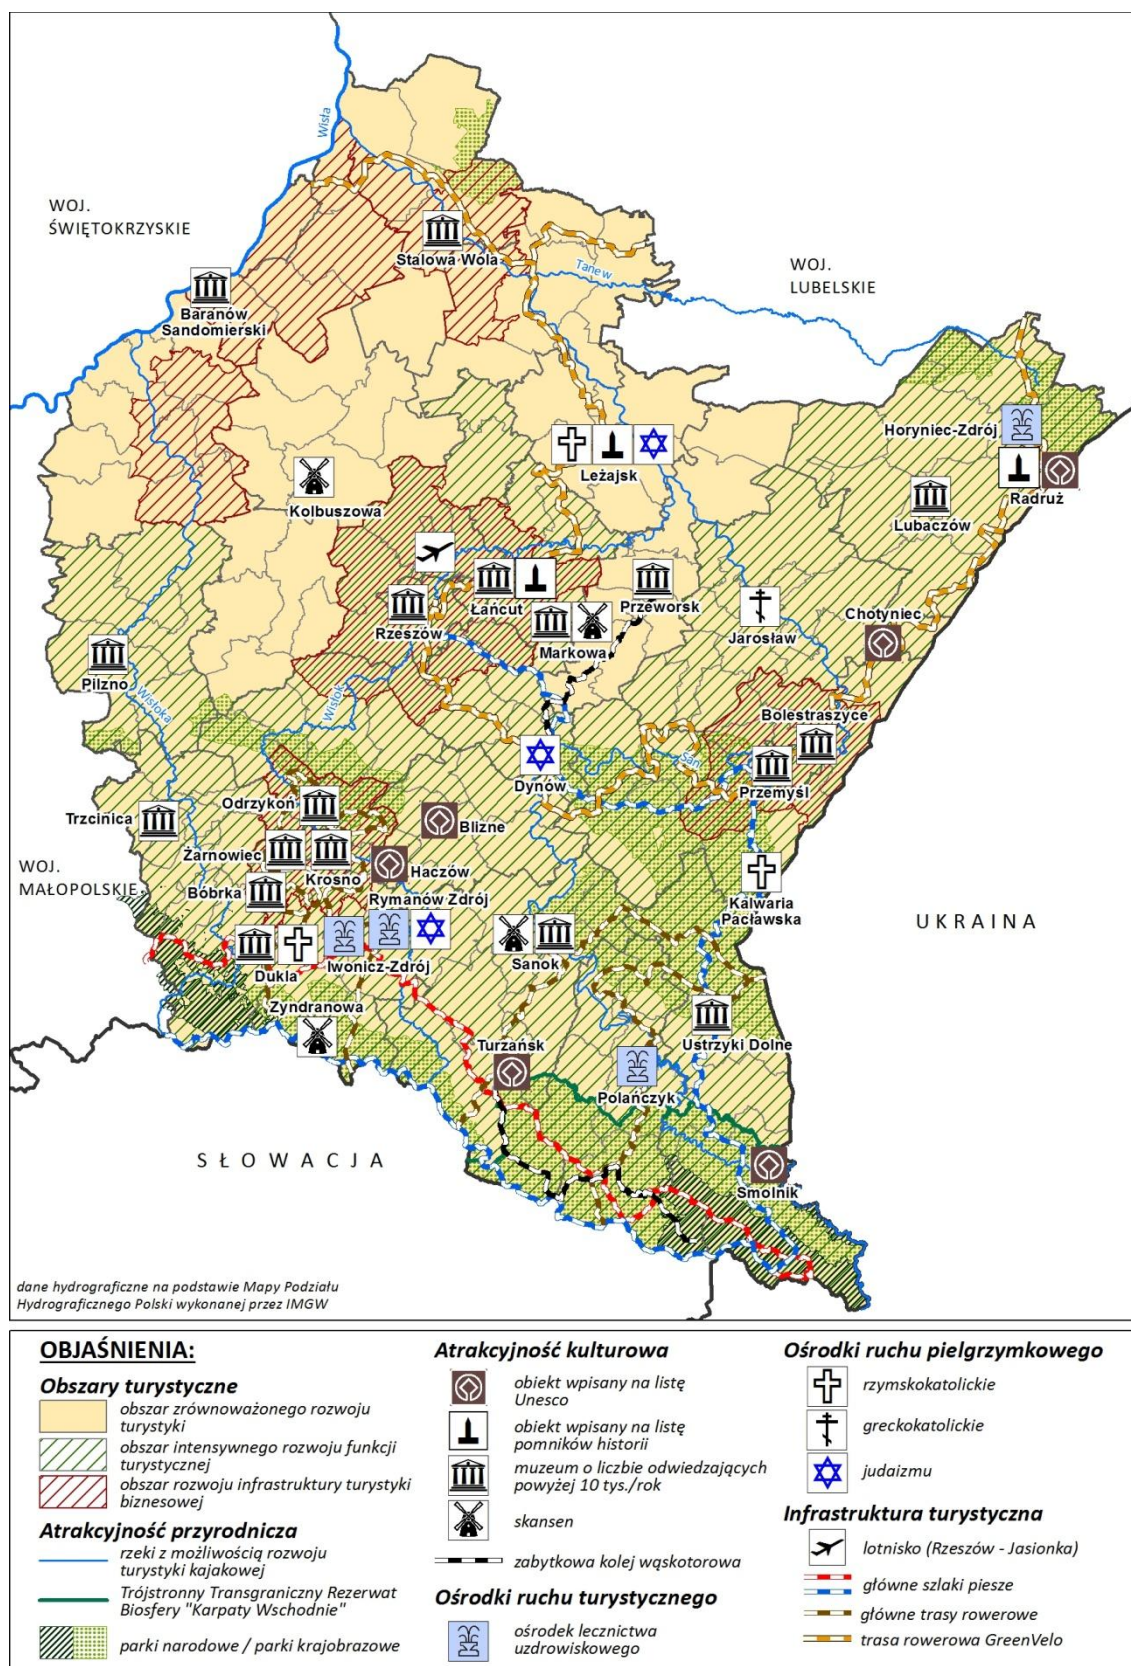 Wisła
WOJ.
ŚWIĘTOKRZYSKIE
Stalowa Wola
Tanew
WOJ.
LUBELSKIE
Baranów
Sandomierski
Horyniec-Zdrój
Leżajsk
Radruż
Kolbuszowa
Lubaczów
Łańcut
Przeworsk
Rzeszów
Chotyniec
Markowa
Jarosław
Pilzno
Wisłoka
Wisłok
Bolestraszyce
San
Dynów
Przemyśl
Odrzykoń
Trzcinica
Blizne
Żarnowiec
WOJ.
MAŁOPOLSKIE
Krosno
Haczów
Bóbrka
Rymanów Zdrój
Kalwaria
Pacławska
UKRAINA
Dukla
Iwonicz-Zdrój
Sanok
Zyndranowa
Turzańsk
Ustrzyki Dolne
Polańczyk
SŁOWACJA
Smolnik
dane hydrograficzne na podstawie Mapy Podziału
Hydrograficznego Polski wykonanej przez IMGW
OBJAŚNIENIA:
Obszary turystyczne
obszar zrównoważonego rozwoju
turystyki
obszar intensywnego rozwoju funkcji
turystycznej
obszar rozwoju infrastruktury turystyki
biznesowej
Atrakcyjność przyrodnicza
rzeki z możliwością rozwoju
turystyki kajakowej
Trójstronny Transgraniczny Rezerwat
Biosfery "Karpaty Wschodnie"
parki narodowe / parki krajobrazowe
Atrakcyjność kulturowa
obiekt wpisany na listę
Unesco
obiekt wpisany na listę
pomników historii
muzeum o liczbie odwiedzających
powyżej 10 tys./rok
skansen
zabytkowa kolej wąskotorowa
Ośrodki ruchu turystycznego
ośrodek lecznictwa
uzdrowiskowego
Ośrodki ruchu pielgrzymkowego
rzymskokatolickie
greckokatolickie
judaizmu
Infrastruktura turystyczna
lotnisko (Rzeszów - Jasionka)
główne szlaki piesze
główne trasy rowerowe
trasa rowerowa GreenVelo